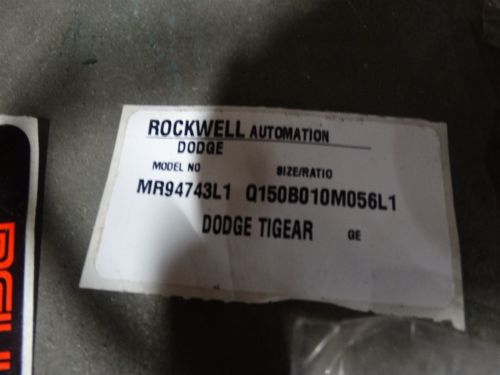 ROCKWELL AUTOMATION
DODGE
MODEL NO SIZE/RATIO
MR94743L1 Q150B010M056L1
DODGE TIGEAR GE